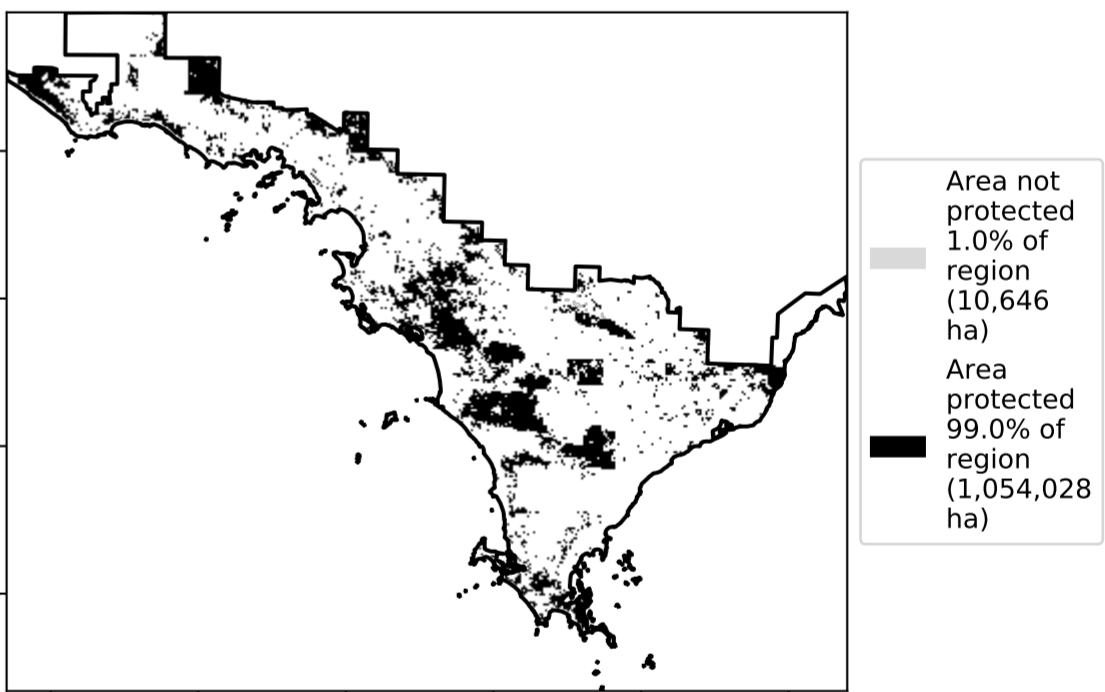 Area not
protected
1.0% of
region
(10,646
ha)
Area
protected
99.0% of
region
(1,054,028
ha)